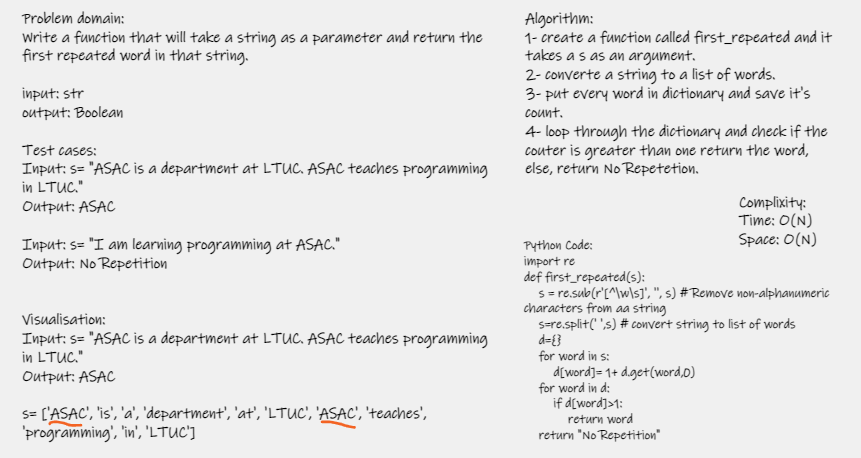 Problem domain:
Write a function that will take a string as a parameter and return the
first repeated word in that string.
input: str
output: Boolean
Test cases:
Input: s= "ASAC is a department at LTUC. ASAC teaches programming
in LTUC."
Output: ASAC
Input: s= "I am learning programming at ASAC."
Output: No Repetition
Visualisation:
Input: s= "ASAC is a department at LTUC. ASAC teaches programming
in LTUC."
Output: ASAC
s= ['ASAC', 'is', 'a', 'department', 'at', 'LTUC', 'ASAC', 'teaches',
'programming', 'in', 'LTUC']
Algorithm:
1- create a function called first_repeated and it
takes a s as an argument.
2- converte a string to a list of words.
3- put every word in dictionary and save it's
count.
4- loop through the dictionary and check if the
couter is greater than one return the word,
else, return No Repetetion.
Complixity:
Time: O(N)
Space: O(N)
Python Code:
import re
def first_repeated(s):
s = re.sub(r'[^\w\s]', '', s) # Remove non-alphanumeric
characters from aa string
s=re.split(' ',s) # convert string to list of words
d={}
for word in s:
d[word]= 1+ d.get(word,0)
for word in d:
if d[word]>1:
return word
return "No Repetition"